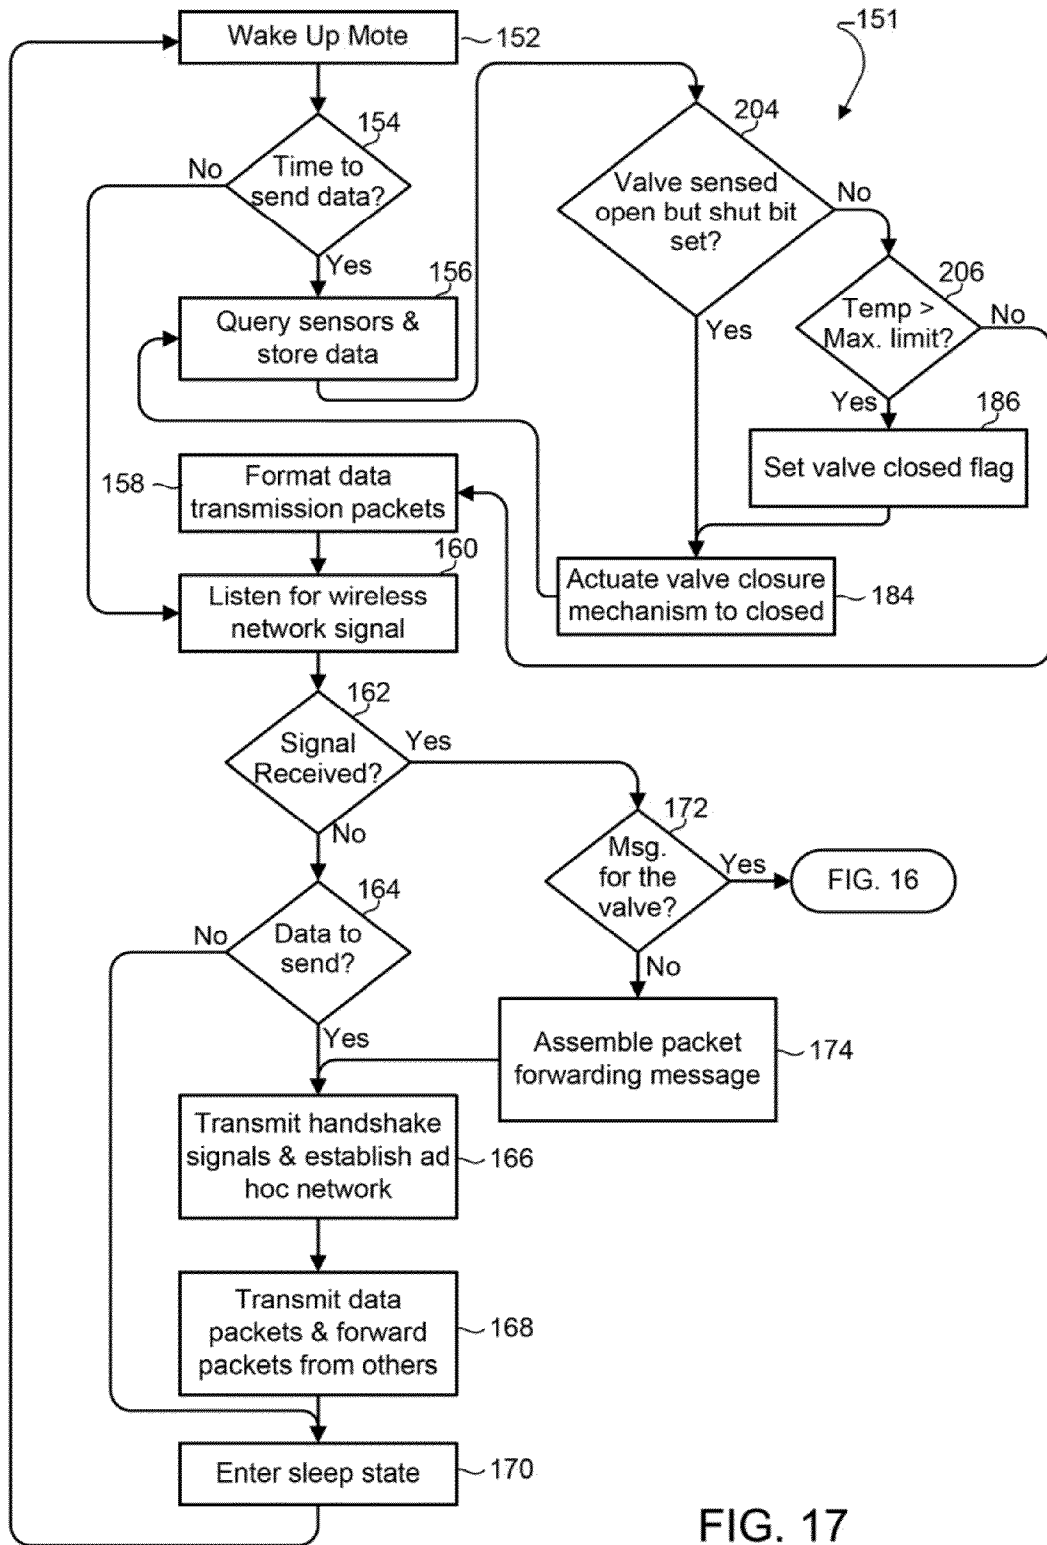 Wake Up Mote
152
151
154
Time to
send data?
No
Yes
204
Valve sensed
open but shut bit
set?
No
Yes
206
Temp >
Max. limit?
No
Yes
156
Query sensors &
store data
186
Set valve closed flag
158
Format data
transmission packets
160
Listen for wireless
network signal
Actuate valve closure
mechanism to closed
184
162
Signal
Received?
Yes
No
172
Msg.
for the
valve?
Yes
FIG. 16
No
164
Data to
send?
No
Yes
Assemble packet
forwarding message
174
Transmit handshake
signals & establish ad
hoc network
166
Transmit data
packets & forward
packets from others
168
Enter sleep state
170
FIG. 17